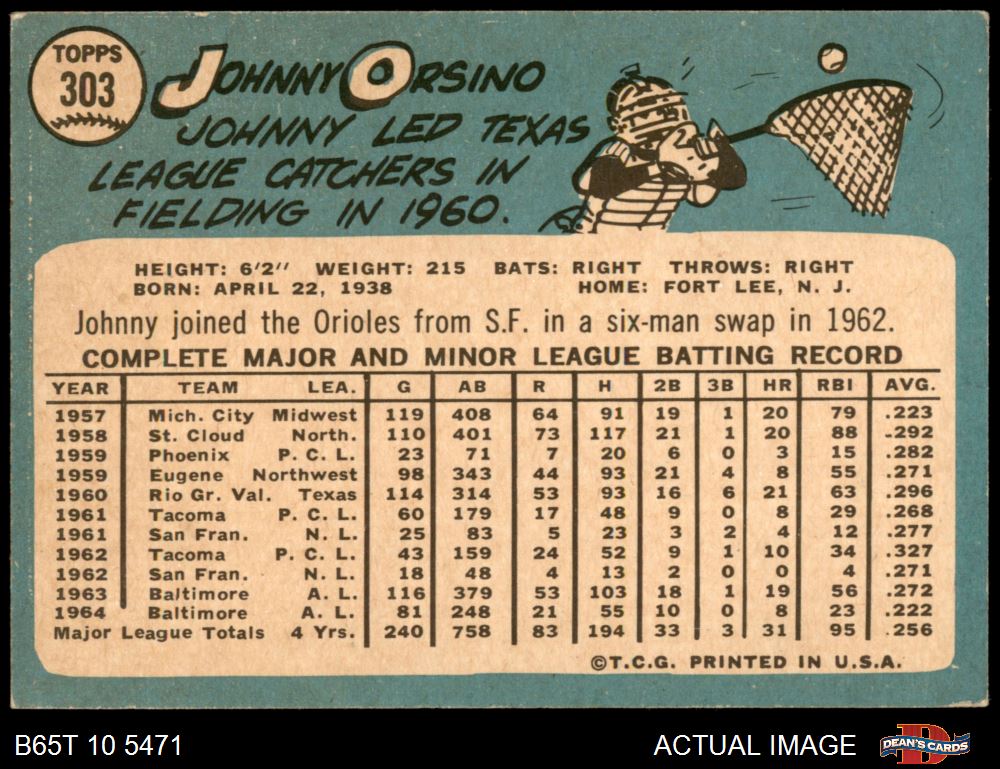 TOPPS
303
JOHNNY ORSINO
JOHNNY LED TEXAS
LEAGUE CATCHERS IN
FIELDING IN 1960.
HEIGHT: 6'2" WEIGHT: 215 BATS: RIGHT THROWS: RIGHT
BORN: APRIL 22, 1938 HOME: FORT LEE, N. J.
Johnny joined the Orioles from S.F. in a six-man swap in 1962.
COMPLETE MAJOR AND MINOR LEAGUE BATTING RECORD
YEAR TEAM LEA. G AB R H 2B 3B HR RBI AVG.
1957 Mich. City Midwest 119 408 64 91 19 1 20 79 .223
1958 St. Cloud North. 110 401 73 117 21 1 20 88 .292
1959 Phoenix P. C. L. 23 71 7 20 6 0 3 15 .282
1959 Eugene Northwest 98 343 44 93 21 4 8 55 .271
1960 Rio Gr. Val. Texas 114 314 53 93 16 6 21 63 .296
1961 Tacoma P. C. L. 60 179 17 48 9 0 8 29 .268
1961 San Fran. N. L. 25 83 5 23 3 2 4 12 .277
1962 Tacoma P. C. L. 43 159 24 52 9 1 10 34 .327
1962 San Fran. N. L. 18 48 4 13 2 0 0 4 .271
1963 Baltimore A. L. 116 379 53 103 18 1 19 56 .272
1964 Baltimore A. L. 81 248 21 55 10 0 8 23 .222
Major League Totals 4 Yrs. 240 758 83 194 33 3 31 95 .256
©T.C.G. PRINTED IN U.S.A.
B65T 10 5471 ACTUAL IMAGE DEAN'S CARDS